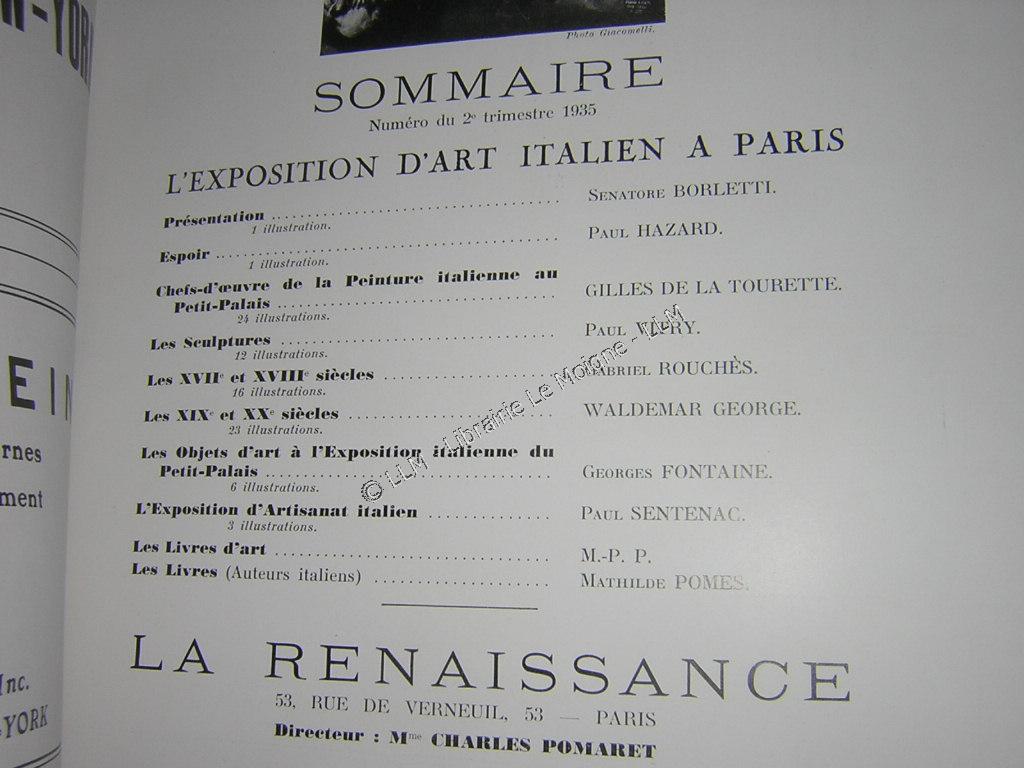 W-YORK
EIN
rnes
ment
Inc.
-YORK
Photo Giacomelli.
SOMMAIRE
Numéro du 2e trimestre 1935
L'EXPOSITION D'ART ITALIEN A PARIS
Présentation .......... SENATORE BORLETTI.
1 illustration.
Espoir .......... PAUL HAZARD.
1 illustration.
Chefs-d'œuvre de la Peinture italienne au
Petit-Palais .......... GILLES DE LA TOURETTE.
24 illustrations.
Les Sculptures .......... PAUL VITRY.
12 illustrations.
Les XVIIe et XVIIIe siècles .......... GABRIEL ROUCHÈS.
16 illustrations.
Les XIXe et XXe siècles .......... WALDEMAR GEORGE.
23 illustrations.
Les Objets d'art à l'Exposition italienne du
Petit-Palais .......... GEORGES FONTAINE.
6 illustrations.
L'Exposition d'Artisanat italien .......... PAUL SENTENAC.
3 illustrations.
Les Livres d'art .......... M.-P. P.
Les Livres (Auteurs italiens) .......... MATHILDE POMES.
LA RENAISSANCE
53, RUE DE VERNEUIL, 53 — PARIS
Directeur : Mme CHARLES POMARET
© LLM - Librairie Le Moigne - LLM